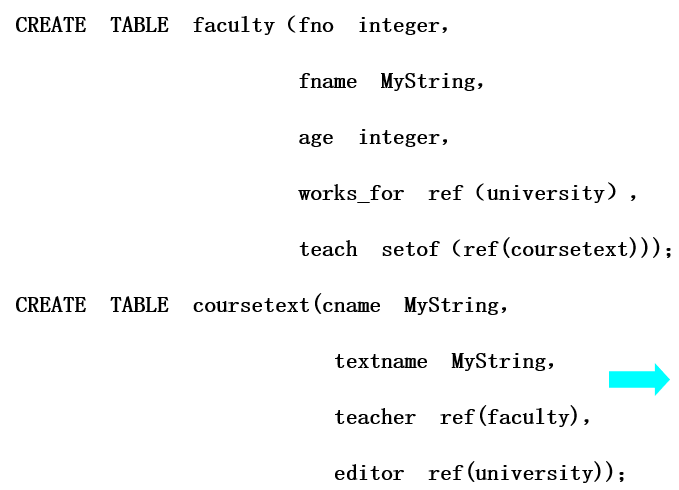 CREATE TABLE faculty（fno integer,
fname MyString,
age integer,
works_for ref（university）,
teach setof（ref(coursetext)));
CREATE TABLE coursetext(cname MyString,
textname MyString,
teacher ref(faculty),
editor ref(university));